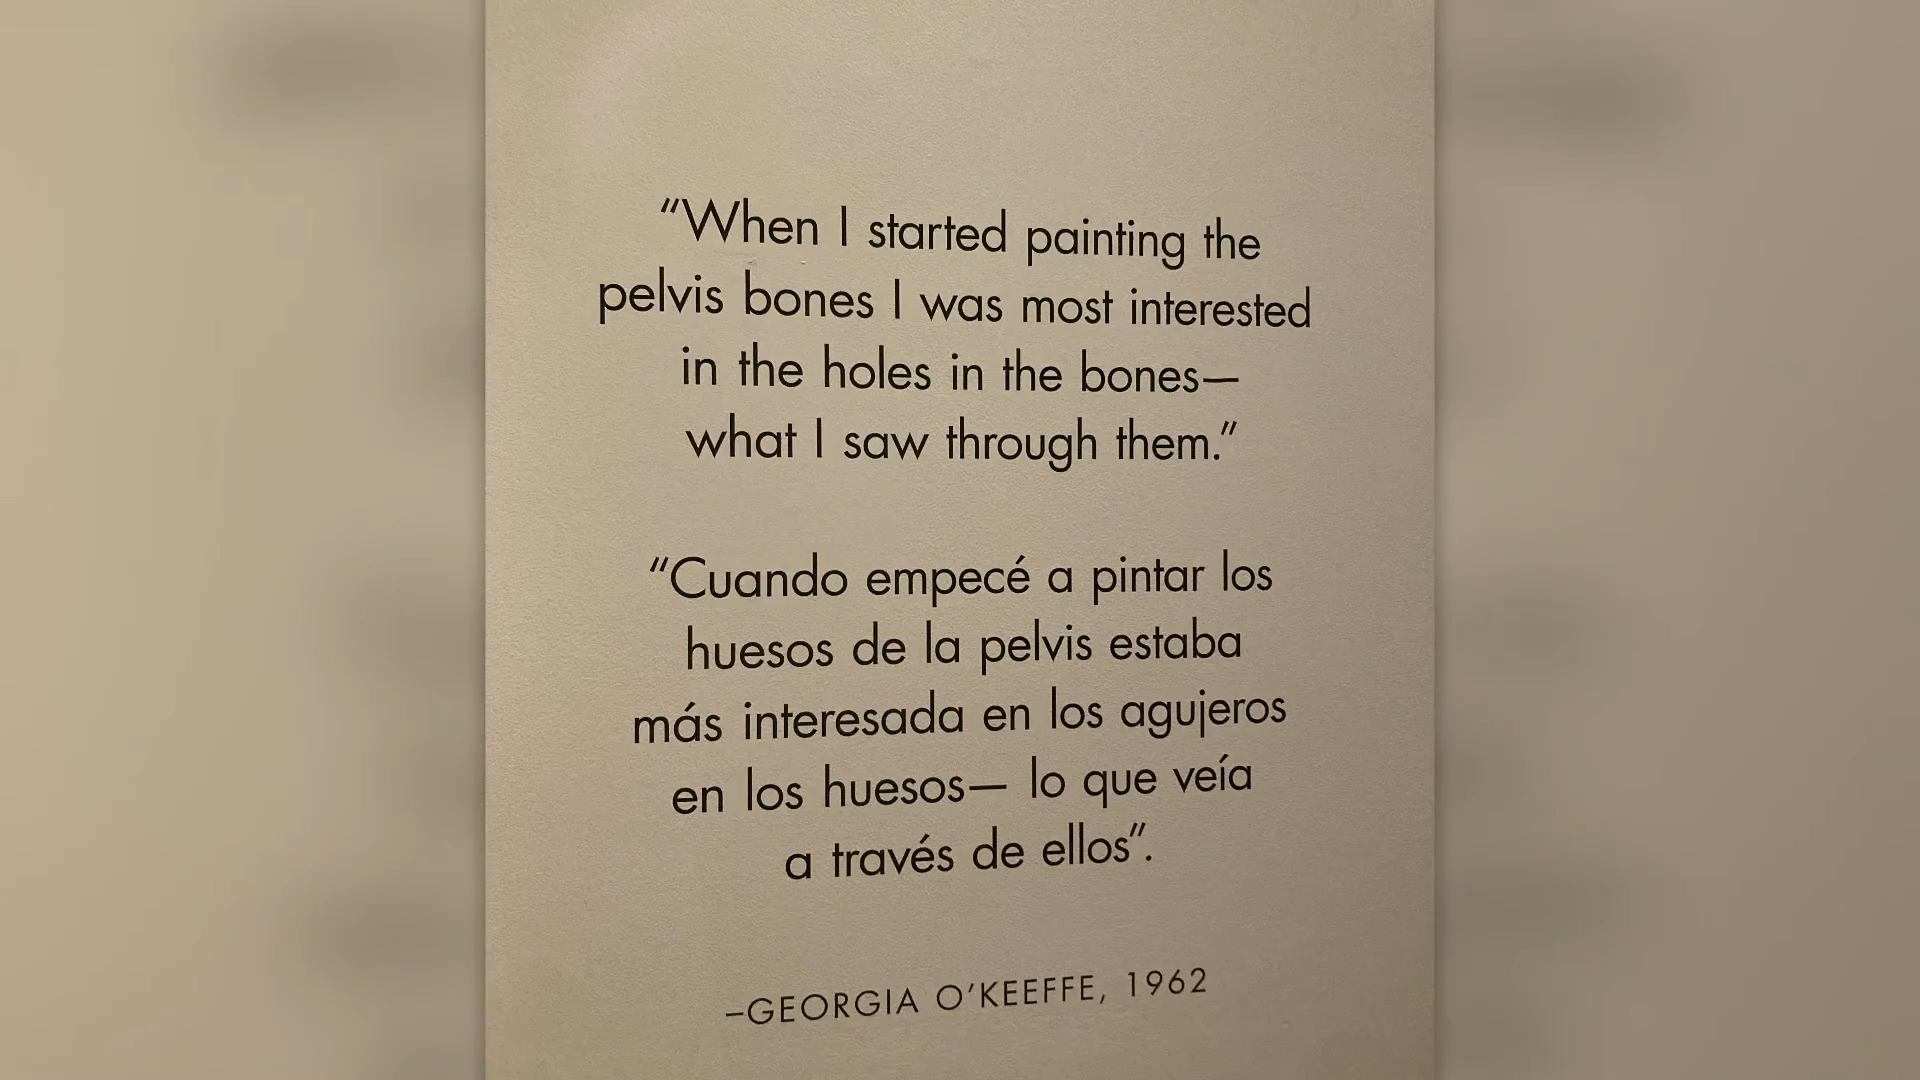 “When I started painting the
pelvis bones I was most interested
in the holes in the bones—
what I saw through them.”
“Cuando empecé a pintar los
huesos de la pelvis estaba
más interesada en los agujeros
en los huesos— lo que veía
a través de ellos”.
–GEORGIA O’KEEFFE, 1962